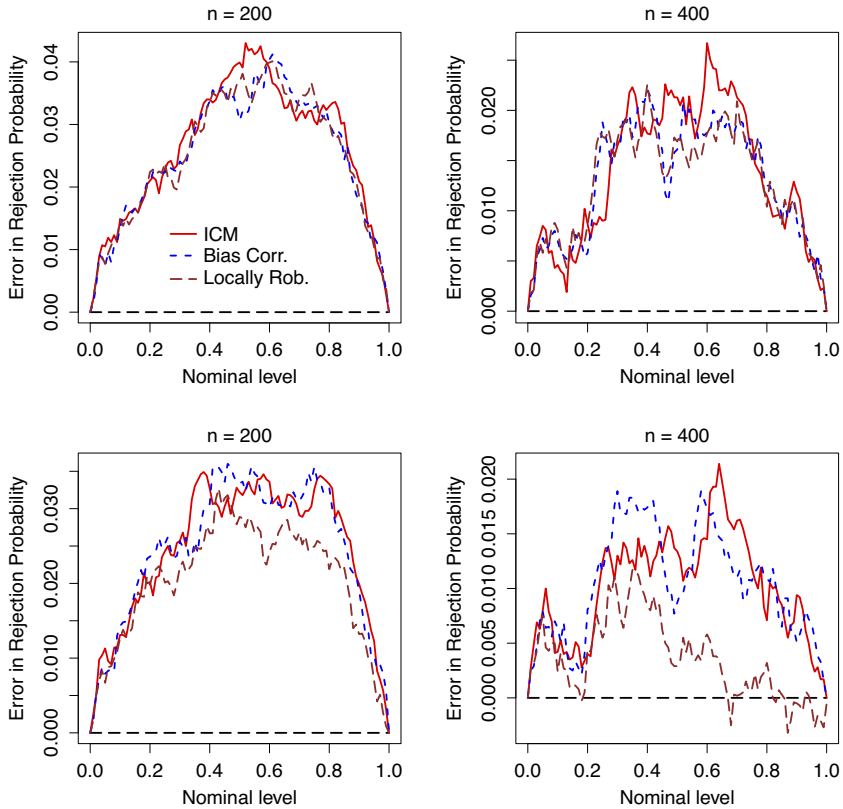 n = 200
Error in Rejection Probability
0.00
0.01
0.02
0.03
0.04
ICM
Bias Corr.
Locally Rob.
0.0 0.2 0.4 0.6 0.8 1.0
Nominal level
n = 400
Error in Rejection Probability
0.000
0.010
0.020
0.0 0.2 0.4 0.6 0.8 1.0
Nominal level
n = 200
Error in Rejection Probability
0.000
0.010
0.020
0.030
0.0 0.2 0.4 0.6 0.8 1.0
Nominal level
n = 400
Error in Rejection Probability
0.000
0.005
0.010
0.015
0.020
0.0 0.2 0.4 0.6 0.8 1.0
Nominal level